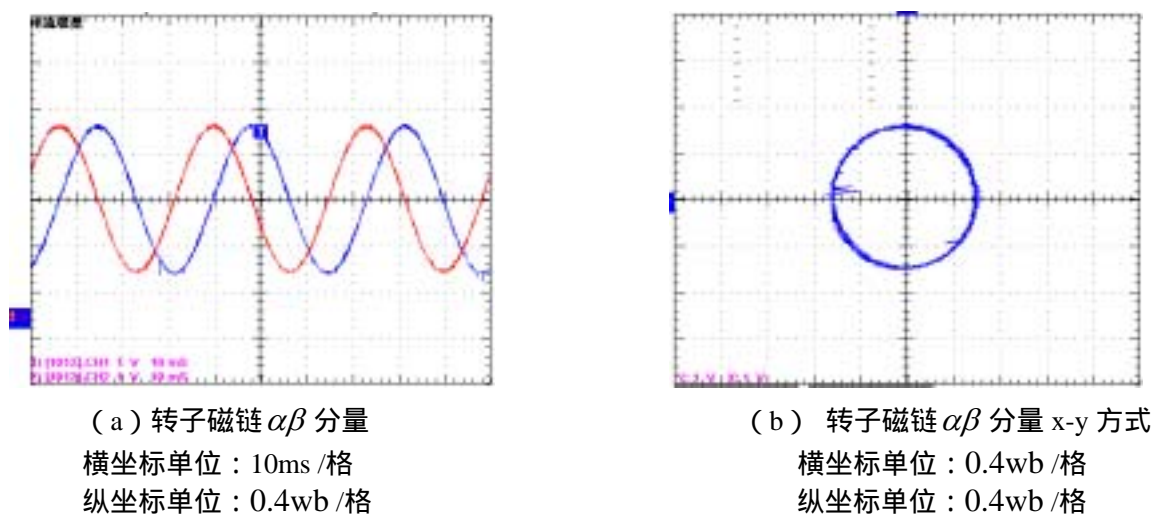 （a）转子磁链 αβ 分量
横坐标单位：10ms /格
纵坐标单位：0.4wb /格
（b） 转子磁链 αβ 分量 x-y 方式
横坐标单位：0.4wb /格
纵坐标单位：0.4wb /格